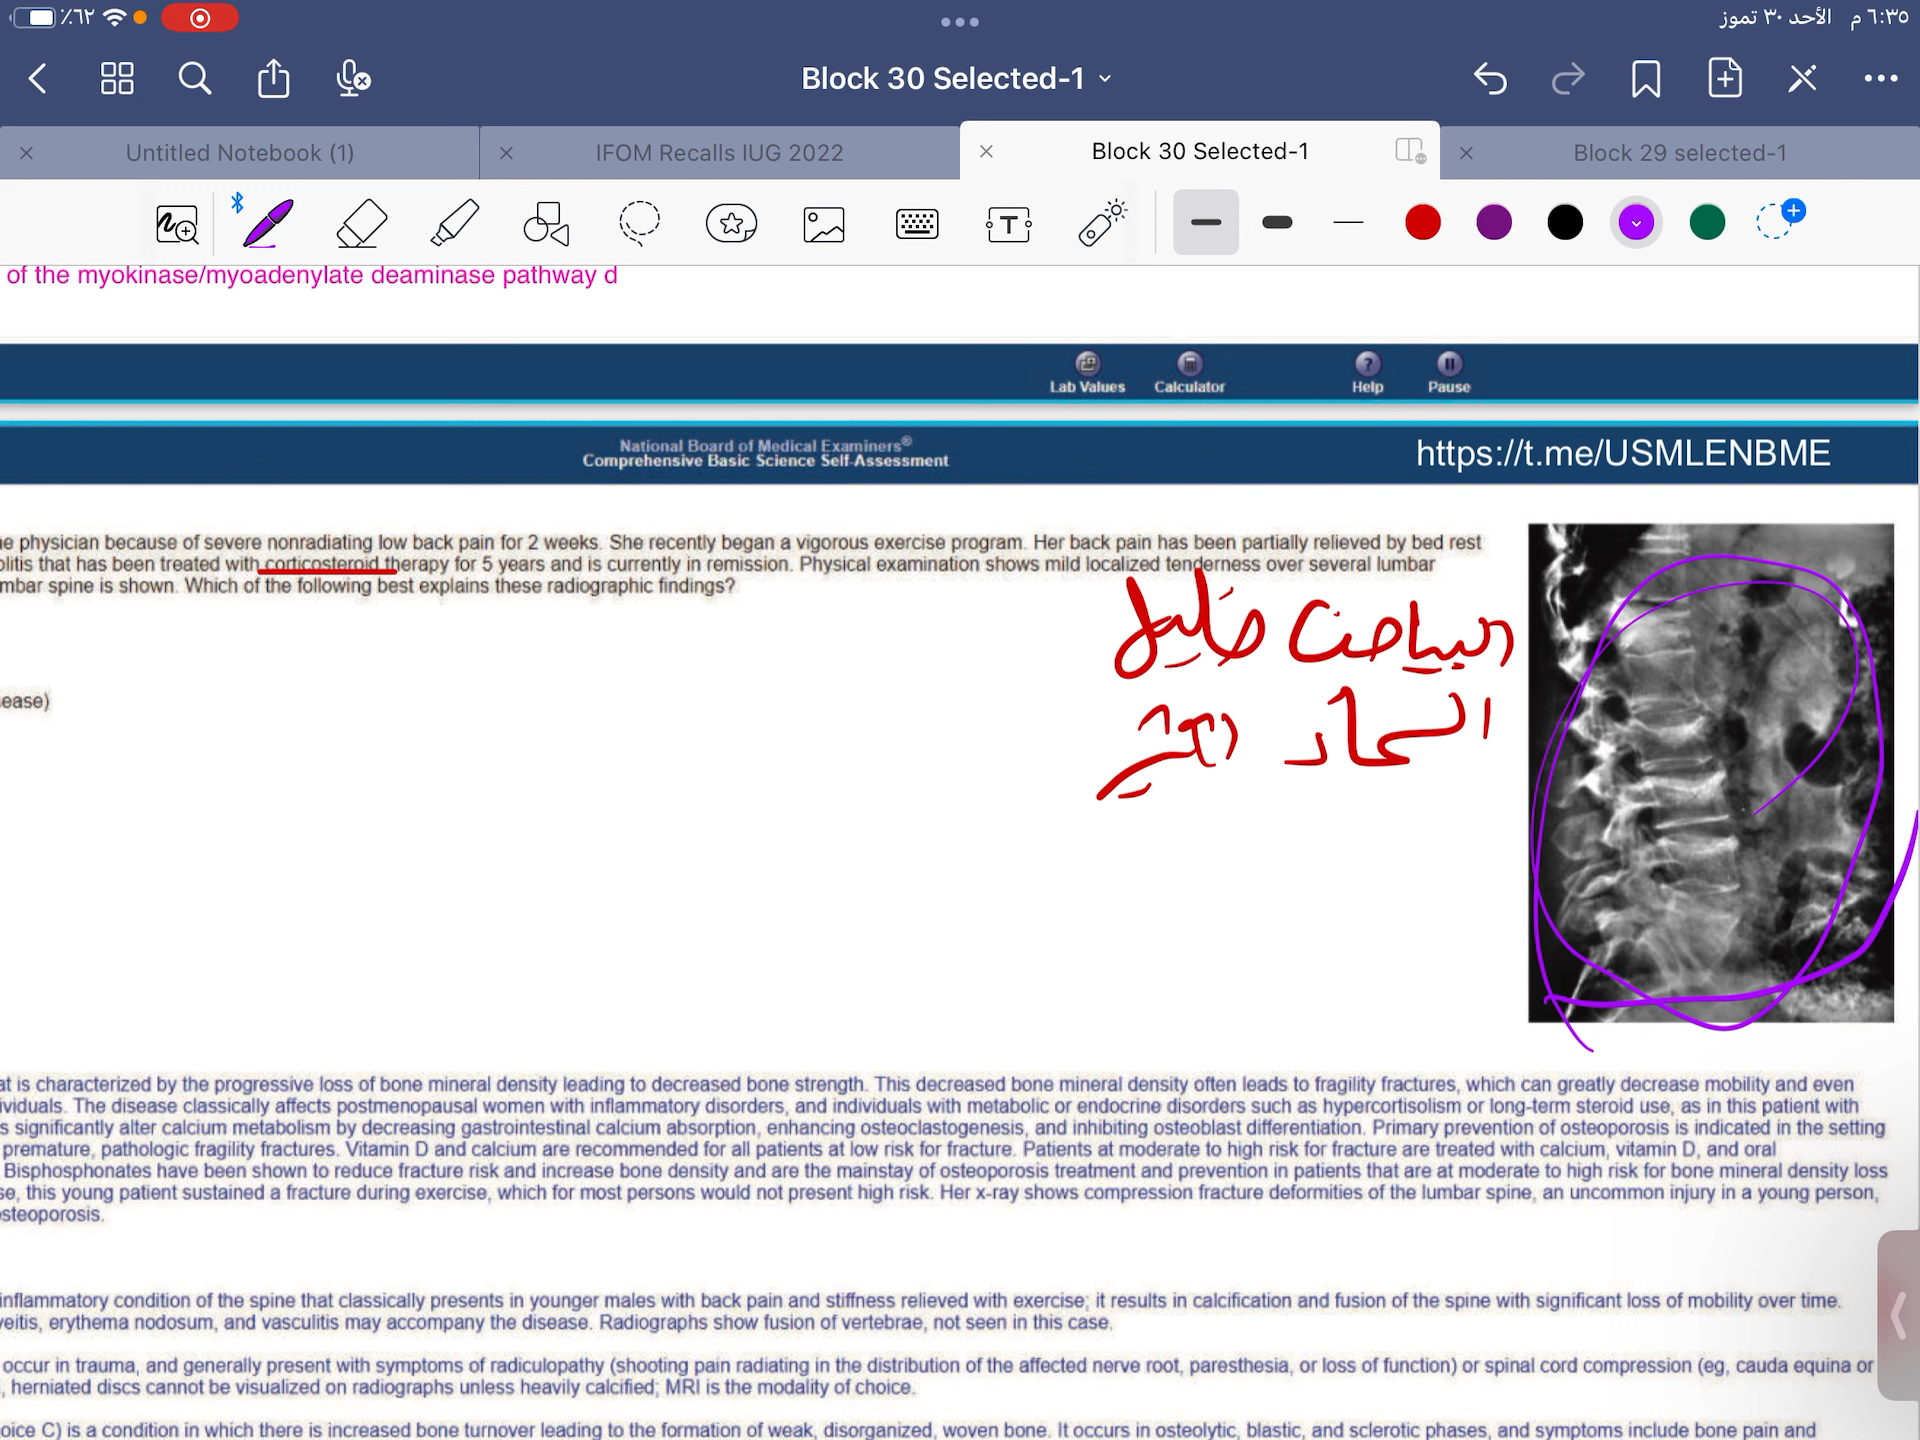 ٪٦٢
٦:٣٥ م الأحد ٣٠ تموز
Block 30 Selected-1
Untitled Notebook (1)
IFOM Recalls IUG 2022
Block 30 Selected-1
Block 29 selected-1
of the myokinase/myoadenylate deaminase pathway d
Lab Values
Calculator
Help
Pause
National Board of Medical Examiners®
Comprehensive Basic Science Self-Assessment
https://t.me/USMLENBME
e physician because of severe nonradiating low back pain for 2 weeks. She recently began a vigorous exercise program. Her back pain has been partially relieved by bed rest
olitis that has been treated with corticosteroid therapy for 5 years and is currently in remission. Physical examination shows mild localized tenderness over several lumbar
mbar spine is shown. Which of the following best explains these radiographic findings?
ease)
at is characterized by the progressive loss of bone mineral density leading to decreased bone strength. This decreased bone mineral density often leads to fragility fractures, which can greatly decrease mobility and even
ividuals. The disease classically affects postmenopausal women with inflammatory disorders, and individuals with metabolic or endocrine disorders such as hypercortisolism or long-term steroid use, as in this patient with
s significantly alter calcium metabolism by decreasing gastrointestinal calcium absorption, enhancing osteoclastogenesis, and inhibiting osteoblast differentiation. Primary prevention of osteoporosis is indicated in the setting
premature, pathologic fragility fractures. Vitamin D and calcium are recommended for all patients at low risk for fracture. Patients at moderate to high risk for fracture are treated with calcium, vitamin D, and oral
Bisphosphonates have been shown to reduce fracture risk and increase bone density and are the mainstay of osteoporosis treatment and prevention in patients that are at moderate to high risk for bone mineral density loss
se, this young patient sustained a fracture during exercise, which for most persons would not present high risk. Her x-ray shows compression fracture deformities of the lumbar spine, an uncommon injury in a young person,
steoporosis.
inflammatory condition of the spine that classically presents in younger males with back pain and stiffness relieved with exercise; it results in calcification and fusion of the spine with significant loss of mobility over time.
veitis, erythema nodosum, and vasculitis may accompany the disease. Radiographs show fusion of vertebrae, not seen in this case.
occur in trauma, and generally present with symptoms of radiculopathy (shooting pain radiating in the distribution of the affected nerve root, paresthesia, or loss of function) or spinal cord compression (eg, cauda equina or
, herniated discs cannot be visualized on radiographs unless heavily calcified; MRI is the modality of choice.
oice C) is a condition in which there is increased bone turnover leading to the formation of weak, disorganized, woven bone. It occurs in osteolytic, blastic, and sclerotic phases, and symptoms include bone pain and